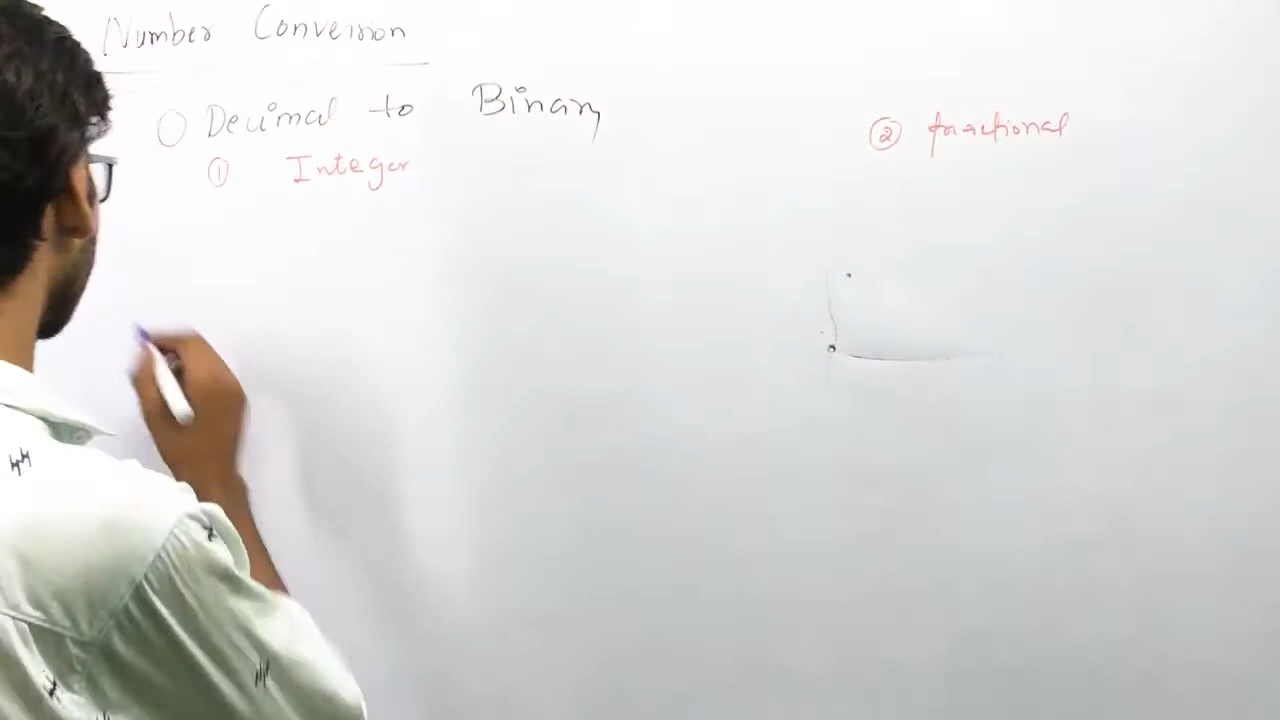 Number Conversion
○ Decimal to Binary
① Integer
② fractional